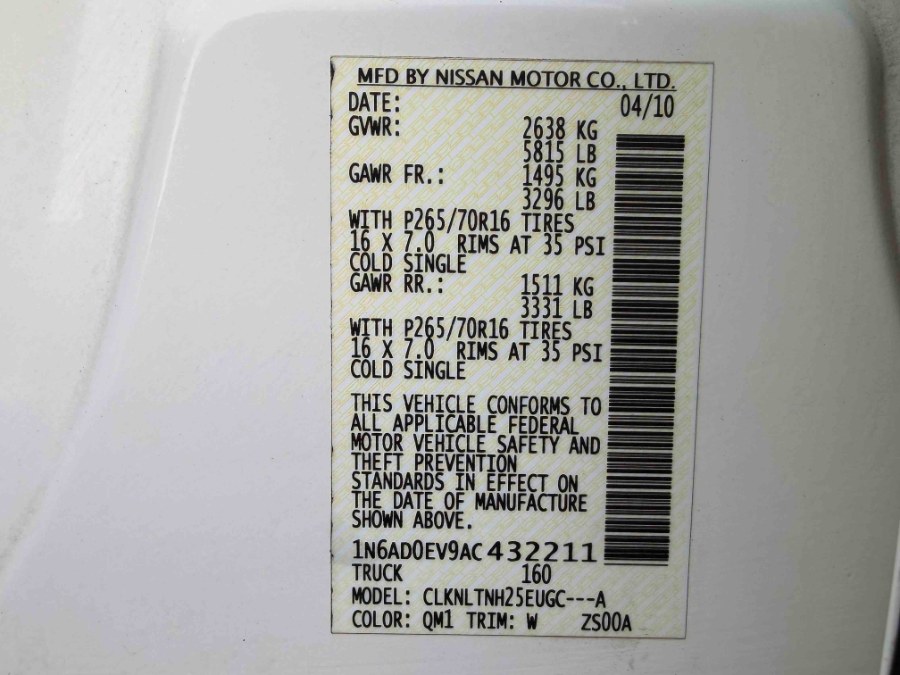 MFD BY NISSAN MOTOR CO., LTD.
DATE: 04/10
GVWR: 2638 KG
5815 LB
GAWR FR.: 1495 KG
3296 LB
WITH P265/70R16 TIRES
16 X 7.0 RIMS AT 35 PSI
COLD SINGLE
GAWR RR.: 1511 KG
3331 LB
WITH P265/70R16 TIRES
16 X 7.0 RIMS AT 35 PSI
COLD SINGLE
THIS VEHICLE CONFORMS TO
ALL APPLICABLE FEDERAL
MOTOR VEHICLE SAFETY AND
THEFT PREVENTION
STANDARDS IN EFFECT ON
THE DATE OF MANUFACTURE
SHOWN ABOVE.
1N6AD0EV9AC432211
TRUCK 160
MODEL: CLKNLTNH25EUGC---A
COLOR: QM1 TRIM: W ZS00A